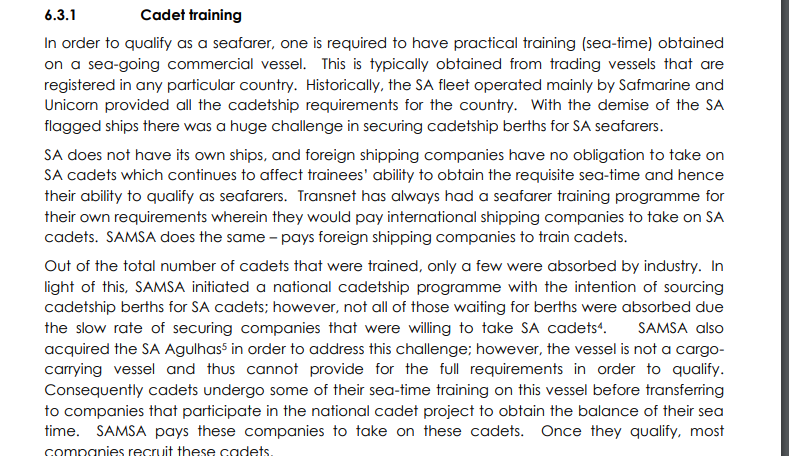 6.3.1 Cadet training
In order to qualify as a seafarer, one is required to have practical training (sea-time) obtained
on a sea-going commercial vessel. This is typically obtained from trading vessels that are
registered in any particular country. Historically, the SA fleet operated mainly by Safmarine and
Unicorn provided all the cadetship requirements for the country. With the demise of the SA
flagged ships there was a huge challenge in securing cadetship berths for SA seafarers.
SA does not have its own ships, and foreign shipping companies have no obligation to take on
SA cadets which continues to affect trainees' ability to obtain the requisite sea-time and hence
their ability to qualify as seafarers. Transnet has always had a seafarer training programme for
their own requirements wherein they would pay international shipping companies to take on SA
cadets. SAMSA does the same – pays foreign shipping companies to train cadets.
Out of the total number of cadets that were trained, only a few were absorbed by industry. In
light of this, SAMSA initiated a national cadetship programme with the intention of sourcing
cadetship berths for SA cadets; however, not all of those waiting for berths were absorbed due
the slow rate of securing companies that were willing to take SA cadets⁴. SAMSA also
acquired the SA Agulhas⁵ in order to address this challenge; however, the vessel is not a cargo-
carrying vessel and thus cannot provide for the full requirements in order to qualify.
Consequently cadets undergo some of their sea-time training on this vessel before transferring
to companies that participate in the national cadet project to obtain the balance of their sea
time. SAMSA pays these companies to take on these cadets. Once they qualify, most
companies recruit these cadets.